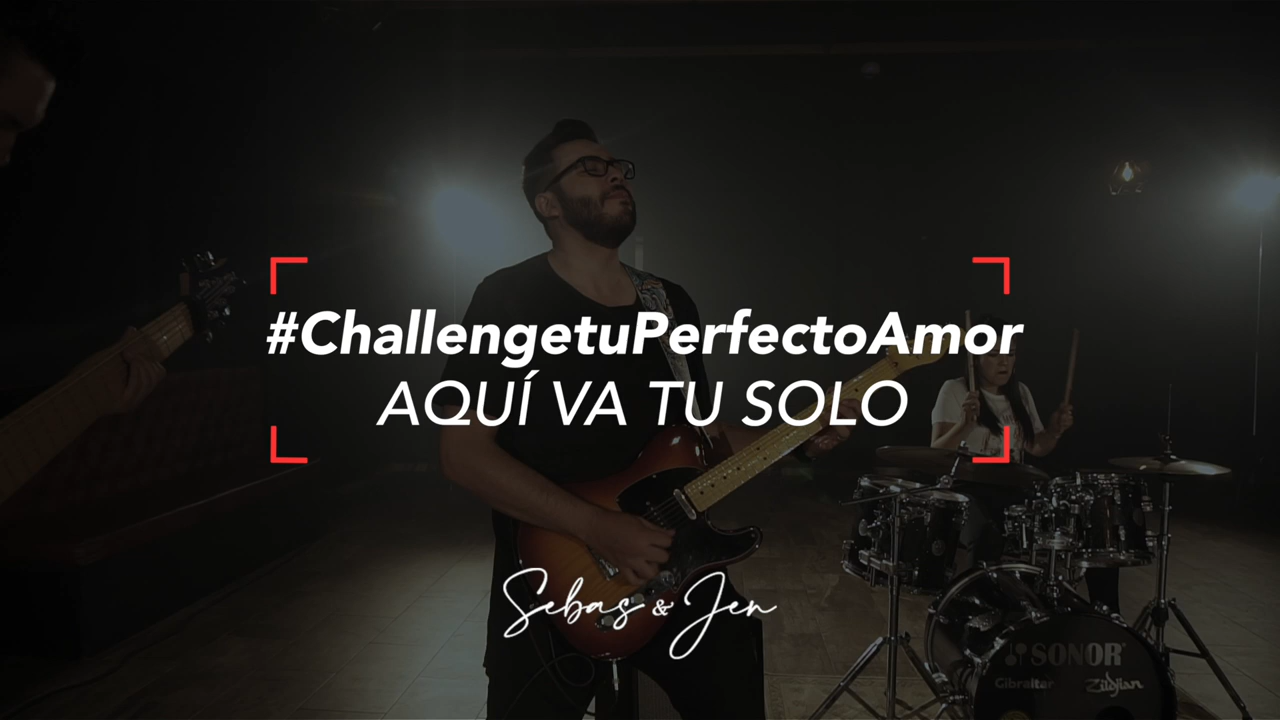 #ChallengetuPerfectoAmor
AQUÍ VA TU SOLO
Sebas & Jen
SONOR
Gibraltar Zildjian